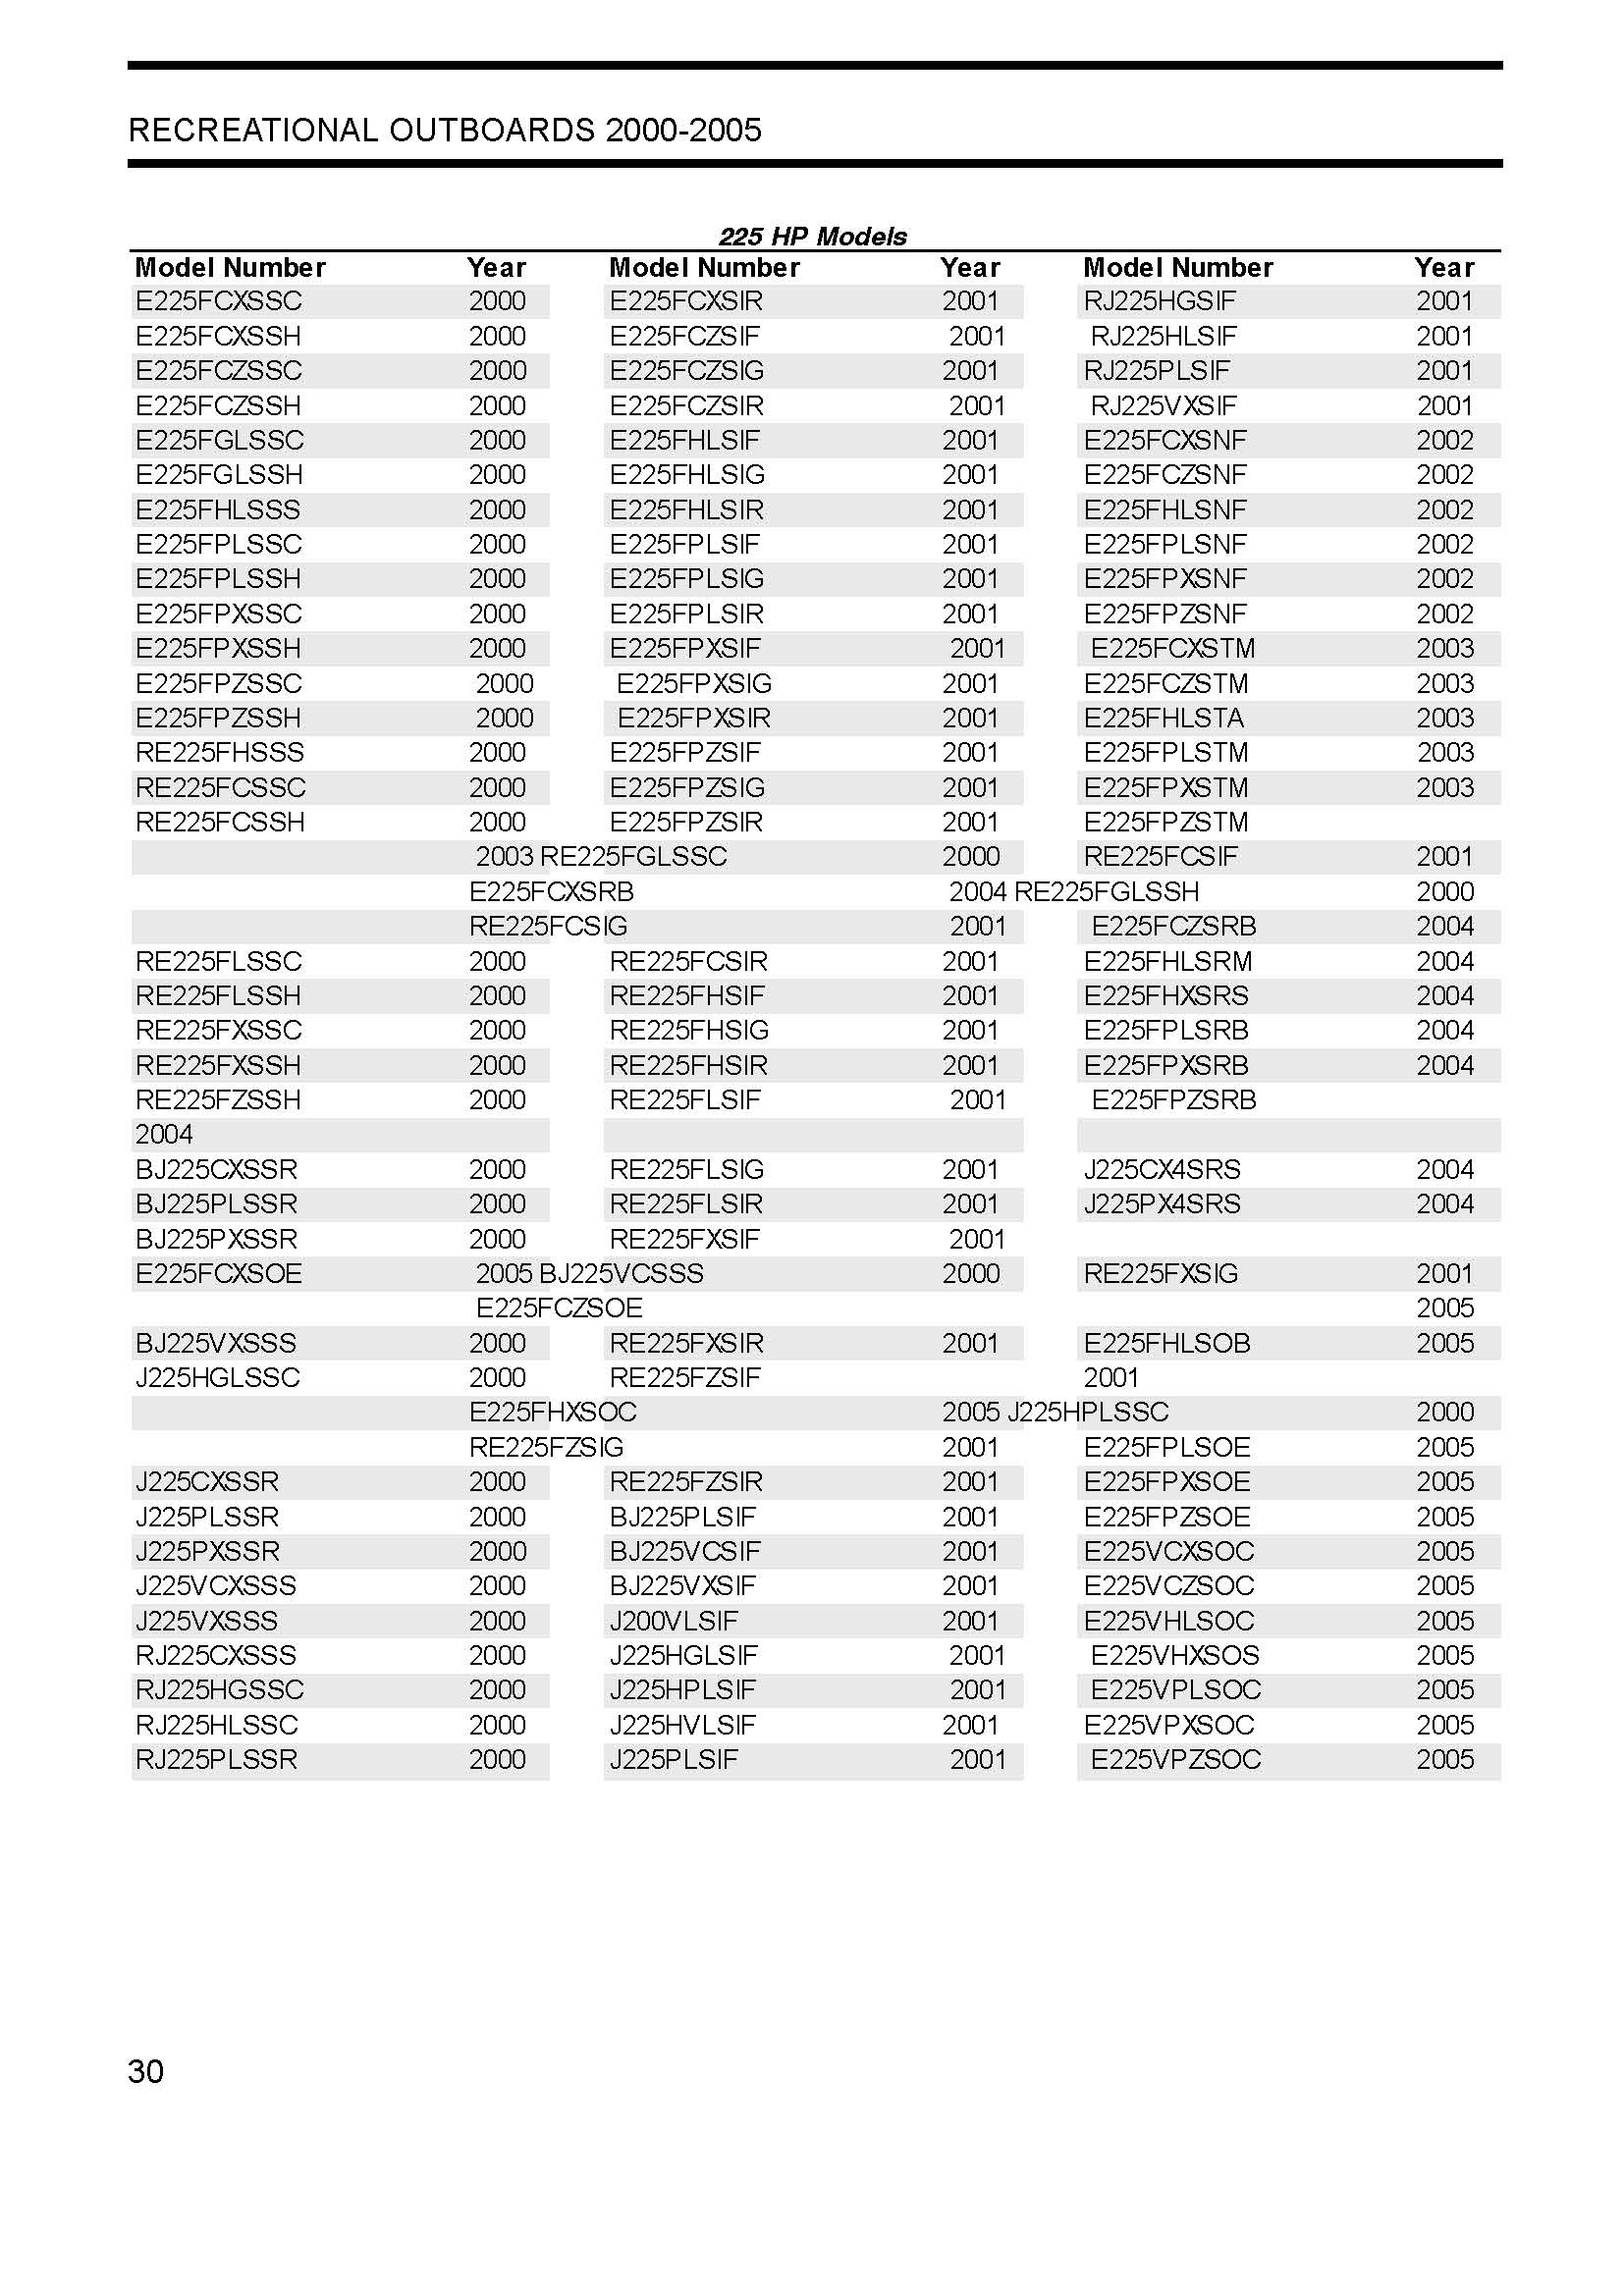 RECREATIONAL OUTBOARDS 2000-2005
225 HP Models
Model Number Year Model Number Year Model Number Year
E225FCXSSC 2000 E225FCXSIR 2001 RJ225HGSIF 2001
E225FCXSSH 2000 E225FCZSIF 2001 RJ225HLSIF 2001
E225FCZSSC 2000 E225FCZSIG 2001 RJ225PLSIF 2001
E225FCZSSH 2000 E225FCZSIR 2001 RJ225VXSIF 2001
E225FGLSSC 2000 E225FHLSIF 2001 E225FCXSNF 2002
E225FGLSSH 2000 E225FHLSIG 2001 E225FCZSNF 2002
E225FHLSSS 2000 E225FHLSIR 2001 E225FHLSNF 2002
E225FPLSSC 2000 E225FPLSIF 2001 E225FPLSNF 2002
E225FPLSSH 2000 E225FPLSIG 2001 E225FPXSNF 2002
E225FPXSSC 2000 E225FPLSIR 2001 E225FPZSNF 2002
E225FPXSSH 2000 E225FPXSIF 2001 E225FCXSTM 2003
E225FPZSSC 2000 E225FPXSIG 2001 E225FCZSTM 2003
E225FPZSSH 2000 E225FPXSIR 2001 E225FHLSTA 2003
RE225FHSSS 2000 E225FPZSIF 2001 E225FPLSTM 2003
RE225FCSSC 2000 E225FPZSIG 2001 E225FPXSTM 2003
RE225FCSSH 2000 E225FPZSIR 2001 E225FPZSTM
2003 RE225FGLSSC 2000 RE225FCSIF 2001
E225FCXSRB 2004 RE225FGLSSH 2000
RE225FCSIG 2001 E225FCZSRB 2004
RE225FLSSC 2000 RE225FCSIR 2001 E225FHLSRM 2004
RE225FLSSH 2000 RE225FHSIF 2001 E225FHXSRS 2004
RE225FXSSC 2000 RE225FHSIG 2001 E225FPLSRB 2004
RE225FXSSH 2000 RE225FHSIR 2001 E225FPXSRB 2004
RE225FZSSH 2000 RE225FLSIF 2001 E225FPZSRB
2004
BJ225CXSSR 2000 RE225FLSIG 2001 J225CX4SRS 2004
BJ225PLSSR 2000 RE225FLSIR 2001 J225PX4SRS 2004
BJ225PXSSR 2000 RE225FXSIF 2001
E225FCXSOE 2005 BJ225VCSSS 2000 RE225FXSIG 2001
E225FCZSOE 2005
BJ225VXSSS 2000 RE225FXSIR 2001 E225FHLSOB 2005
J225HGLSSC 2000 RE225FZSIF 2001
E225FHXSOC 2005 J225HPLSSC 2000
RE225FZSIG 2001 E225FPLSOE 2005
J225CXSSR 2000 RE225FZSIR 2001 E225FPXSOE 2005
J225PLSSR 2000 BJ225PLSIF 2001 E225FPZSOE 2005
J225PXSSR 2000 BJ225VCSIF 2001 E225VCXSOC 2005
J225VCXSSS 2000 BJ225VXSIF 2001 E225VCZSOC 2005
J225VXSSS 2000 J200VLSIF 2001 E225VHLSOC 2005
RJ225CXSSS 2000 J225HGLSIF 2001 E225VHXSOS 2005
RJ225HGSSC 2000 J225HPLSIF 2001 E225VPLSOC 2005
RJ225HLSSC 2000 J225HVLSIF 2001 E225VPXSOC 2005
RJ225PLSSR 2000 J225PLSIF 2001 E225VPZSOC 2005
30